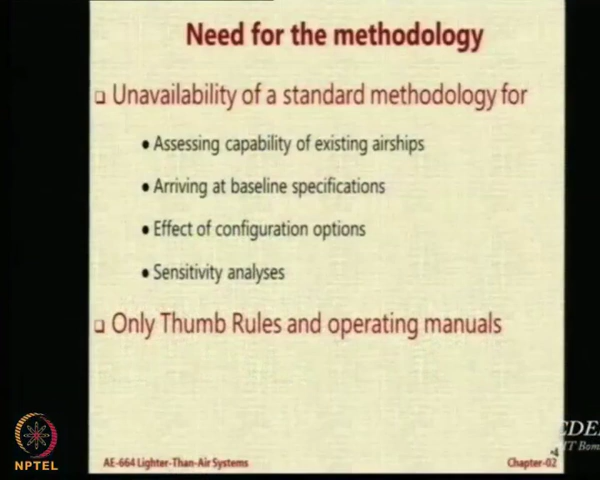 Need for the methodology
Unavailability of a standard methodology for
• Assessing capability of existing airships
• Arriving at baseline specifications
• Effect of configuration options
• Sensitivity analyses
Only Thumb Rules and operating manuals
NPTEL
AE-664 Lighter-Than-Air Systems
Chapter-02
4